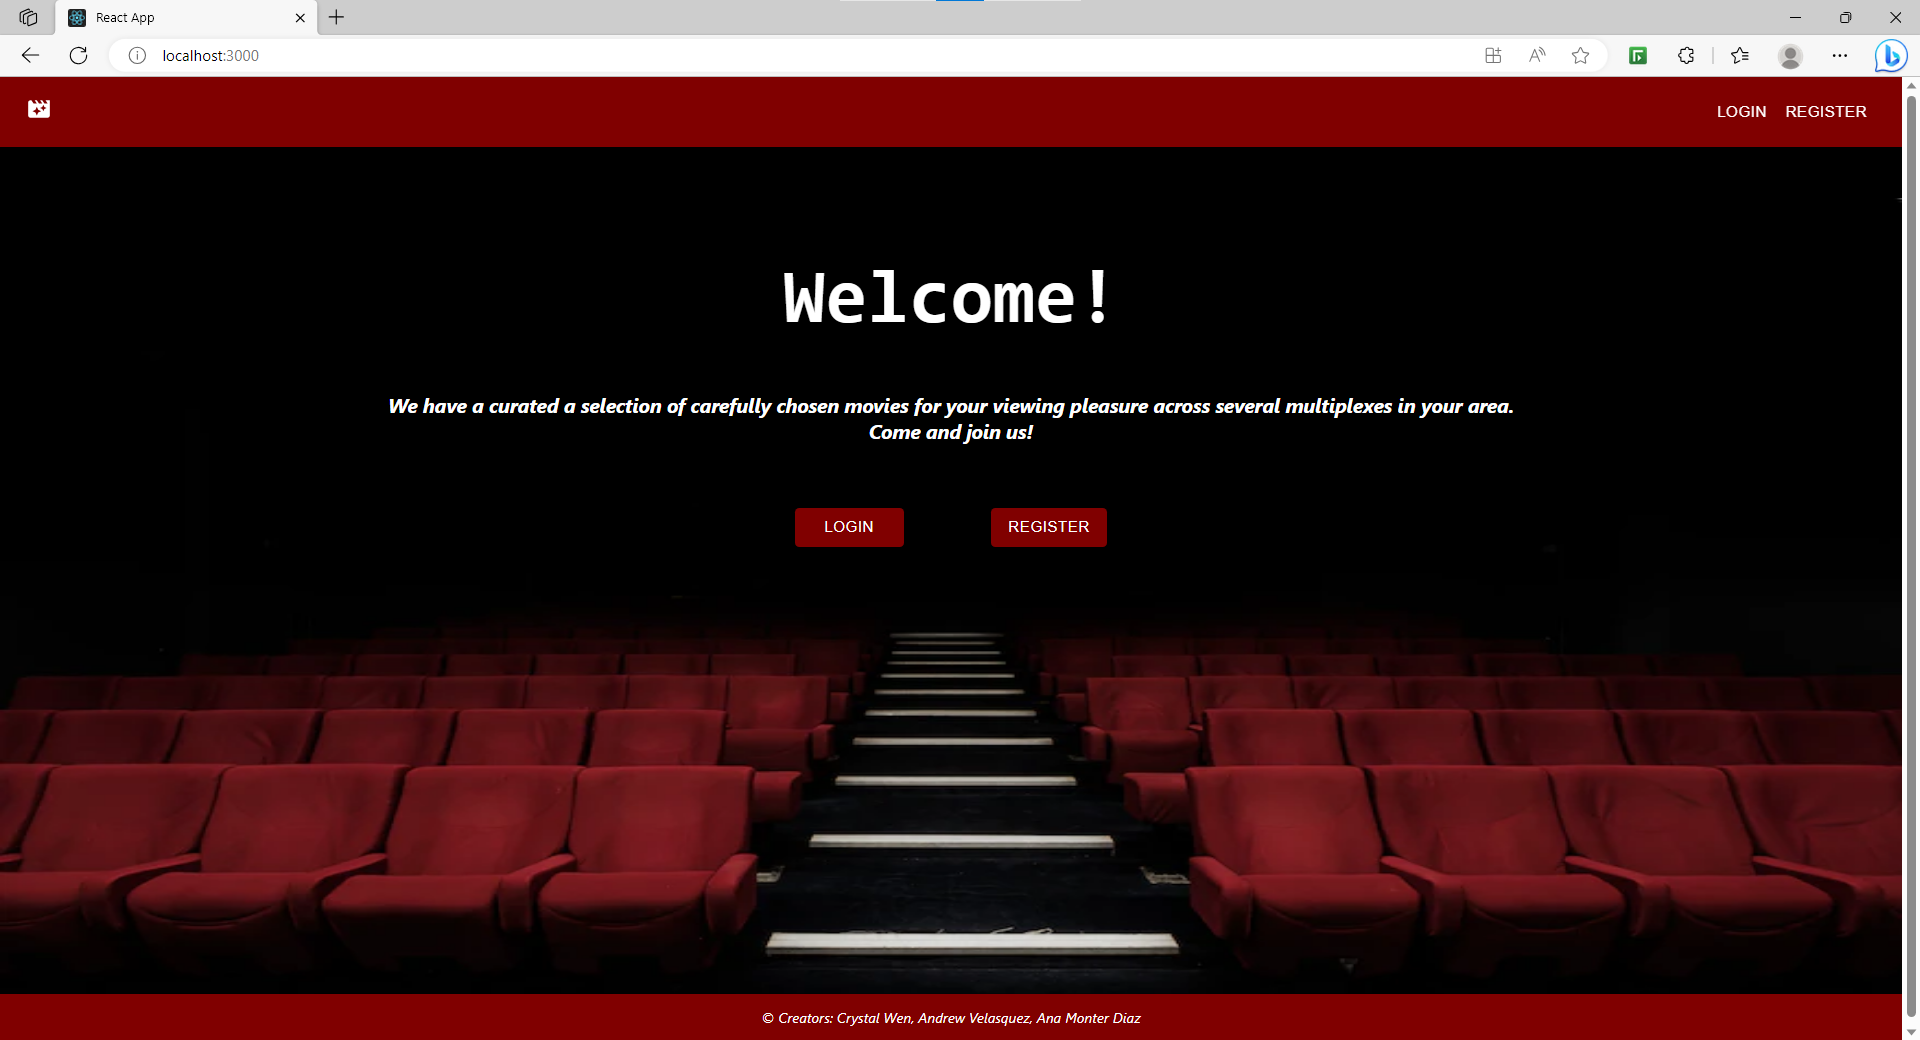 React App
localhost:3000
LOGIN REGISTER
Welcome!
We have a curated a selection of carefully chosen movies for your viewing pleasure across several multiplexes in your area.
Come and join us!
LOGIN REGISTER
© Creators: Crystal Wen, Andrew Velasquez, Ana Monter Diaz